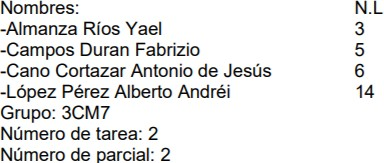 Nombres: N.L
-Almanza Ríos Yael 3
-Campos Duran Fabrizio 5
-Cano Cortazar Antonio de Jesús 6
-López Pérez Alberto Andréi 14
Grupo: 3CM7
Número de tarea: 2
Número de parcial: 2